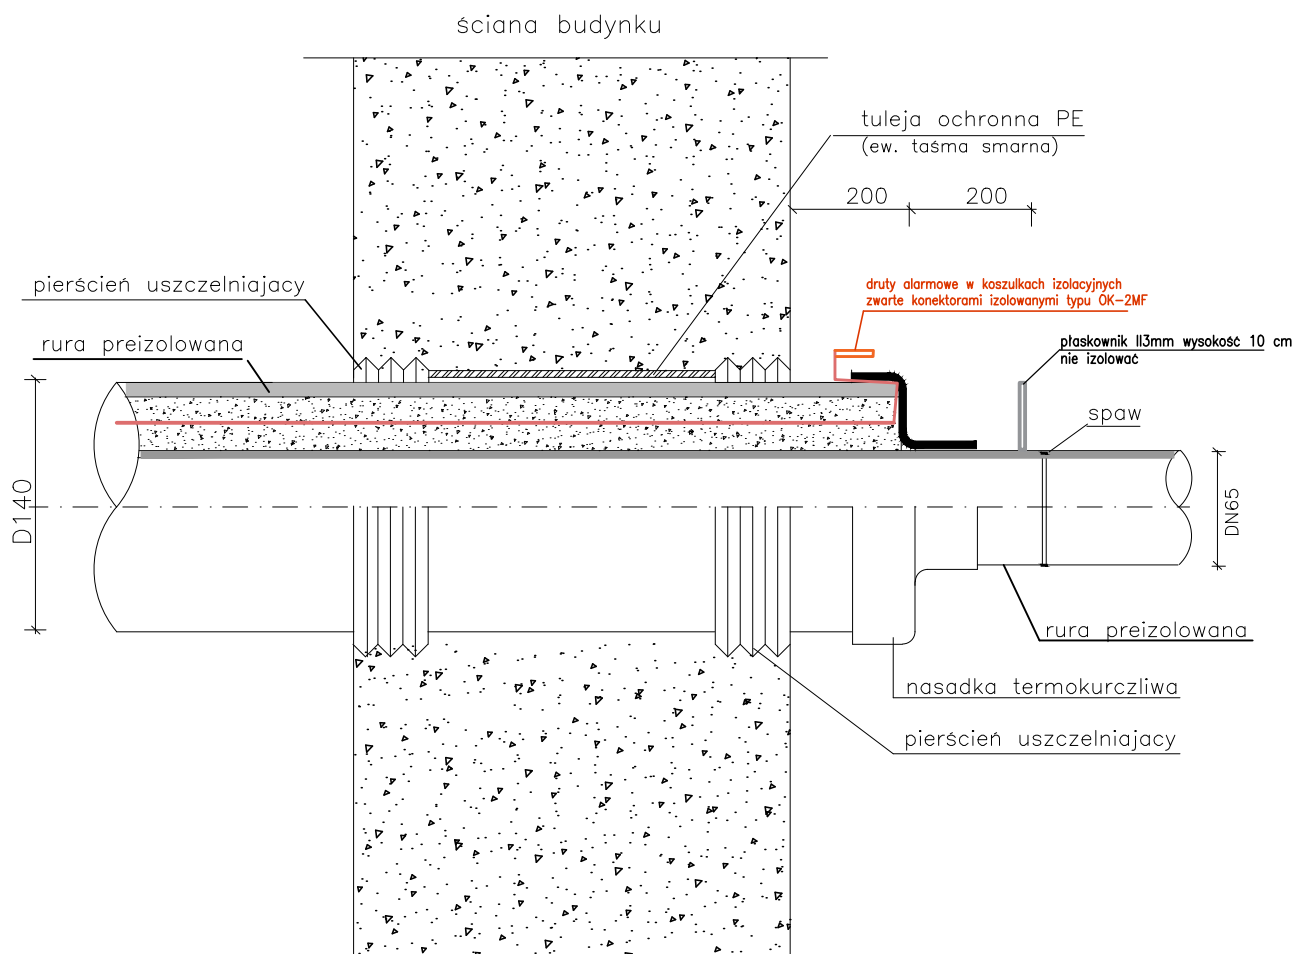 ściana budynku
tuleja ochronna PE
(ew. taśma smarna)
200
200
pierścień uszczelniajacy
druty alarmowe w koszulkach izolacyjnych
zwarte konektorami izolowanymi typu OK-2MF
rura preizolowana
płaskownik II3mm wysokość 10 cm
nie izolować
spaw
D140
DN65
rura preizolowana
nasadka termokurczliwa
pierścień uszczelniajacy